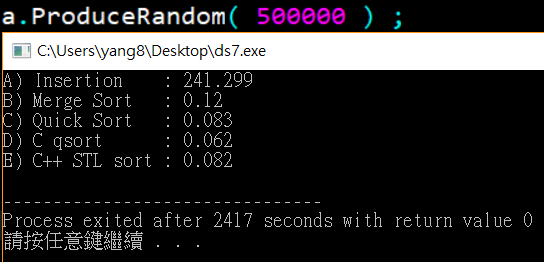 a.ProduceRandom( 500000 ) ;
C:\Users\yang8\Desktop\ds7.exe
A) Insertion    : 241.299
B) Merge Sort   : 0.12
C) Quick Sort   : 0.083
D) C qsort      : 0.062
E) C++ STL sort : 0.082
--------------------------------
Process exited after 2417 seconds with return value 0
請按任意鍵繼續 . . .